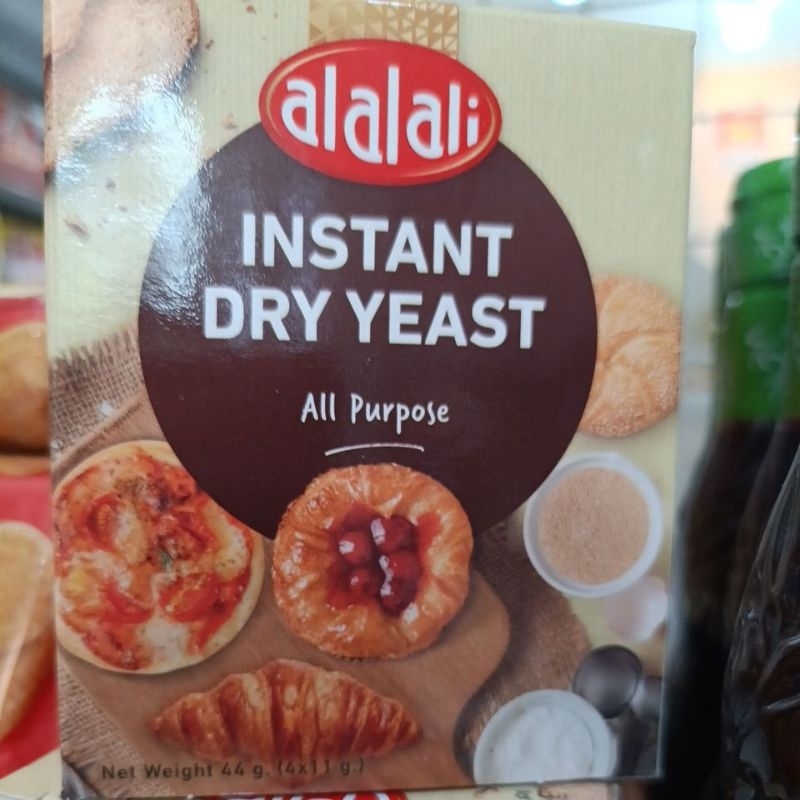 alalali
INSTANT
DRY YEAST
All Purpose
Net Weight 44 g. (4x11 g.)